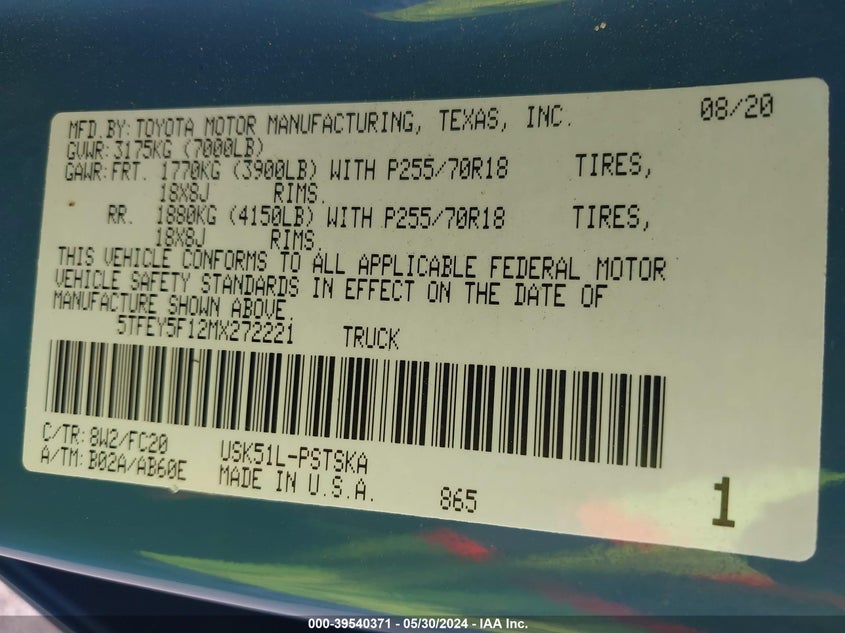 MFD.BY: TOYOTA MOTOR MANUFACTURING, TEXAS, INC. 08/20
GVWR: 3175KG (7000LB)
GAWR: FRT. 1770KG (3900LB) WITH P255/70R18 TIRES,
18X8J RIMS.
RR. 1880KG (4150LB) WITH P255/70R18 TIRES,
18X8J RIMS.
THIS VEHICLE CONFORMS TO ALL APPLICABLE FEDERAL MOTOR
VEHICLE SAFETY STANDARDS IN EFFECT ON THE DATE OF
MANUFACTURE SHOWN ABOVE.
5TFEY5F12MX272221 TRUCK
C/TR: 8W2/FC20
A/TM: B02A/AB60E
USK51L-PSTSKA
MADE IN U.S.A.
865
1
000-39540371 - 05/30/2024 - IAA Inc.